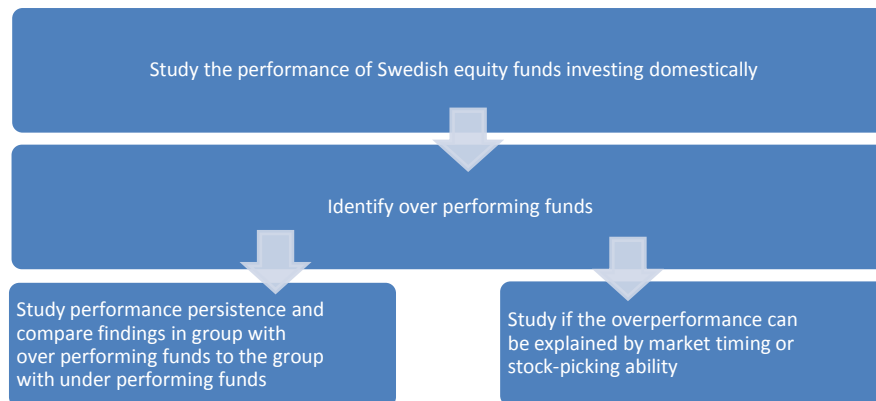 Study the performance of Swedish equity funds investing domestically
Identify over performing funds
Study performance persistence and
compare findings in group with
over performing funds to the group
with under performing funds
Study if the overperformance can
be explained by market timing or
stock-picking ability